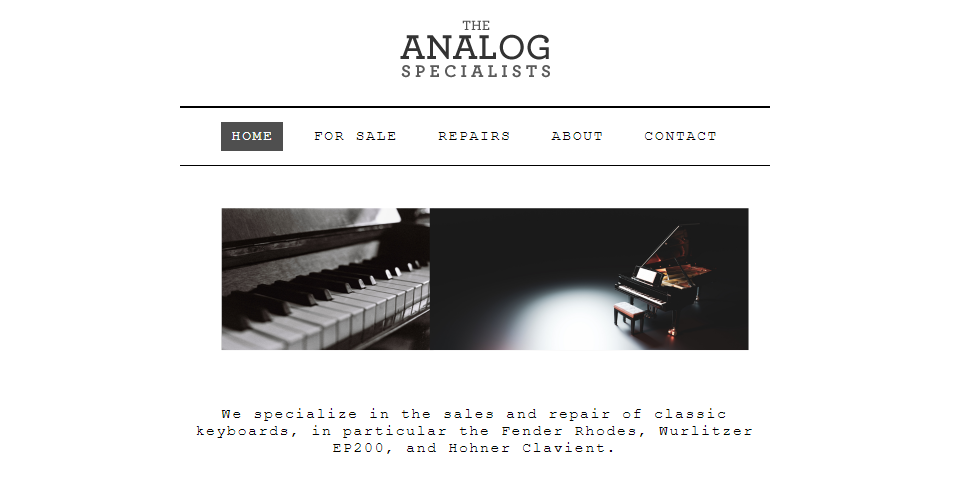 THE
ANALOG
SPECIALISTS
HOME FOR SALE REPAIRS ABOUT CONTACT
We specialize in the sales and repair of classic
keyboards, in particular the Fender Rhodes, Wurlitzer
EP200, and Hohner Clavient.